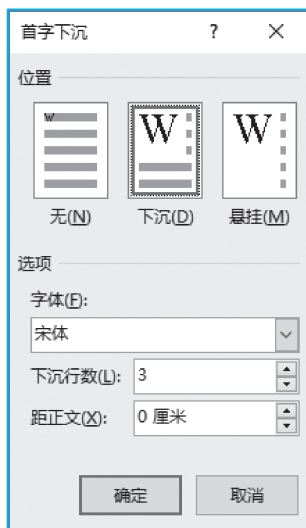 首字下沉 ? ×
位置
W W W
无(N) 下沉(D) 悬挂(M)
选项
字体(F):
宋体
下沉行数(L): 3
距正文(X): 0 厘米
确定 取消